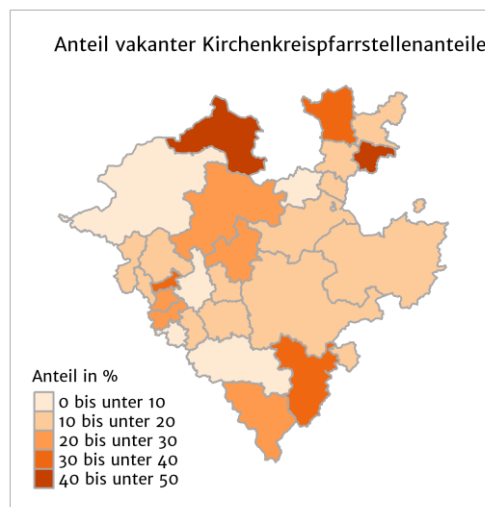 Anteil vakanter Kirchenkreispfarrstellenanteile
Anteil in %
0 bis unter 10
10 bis unter 20
20 bis unter 30
30 bis unter 40
40 bis unter 50